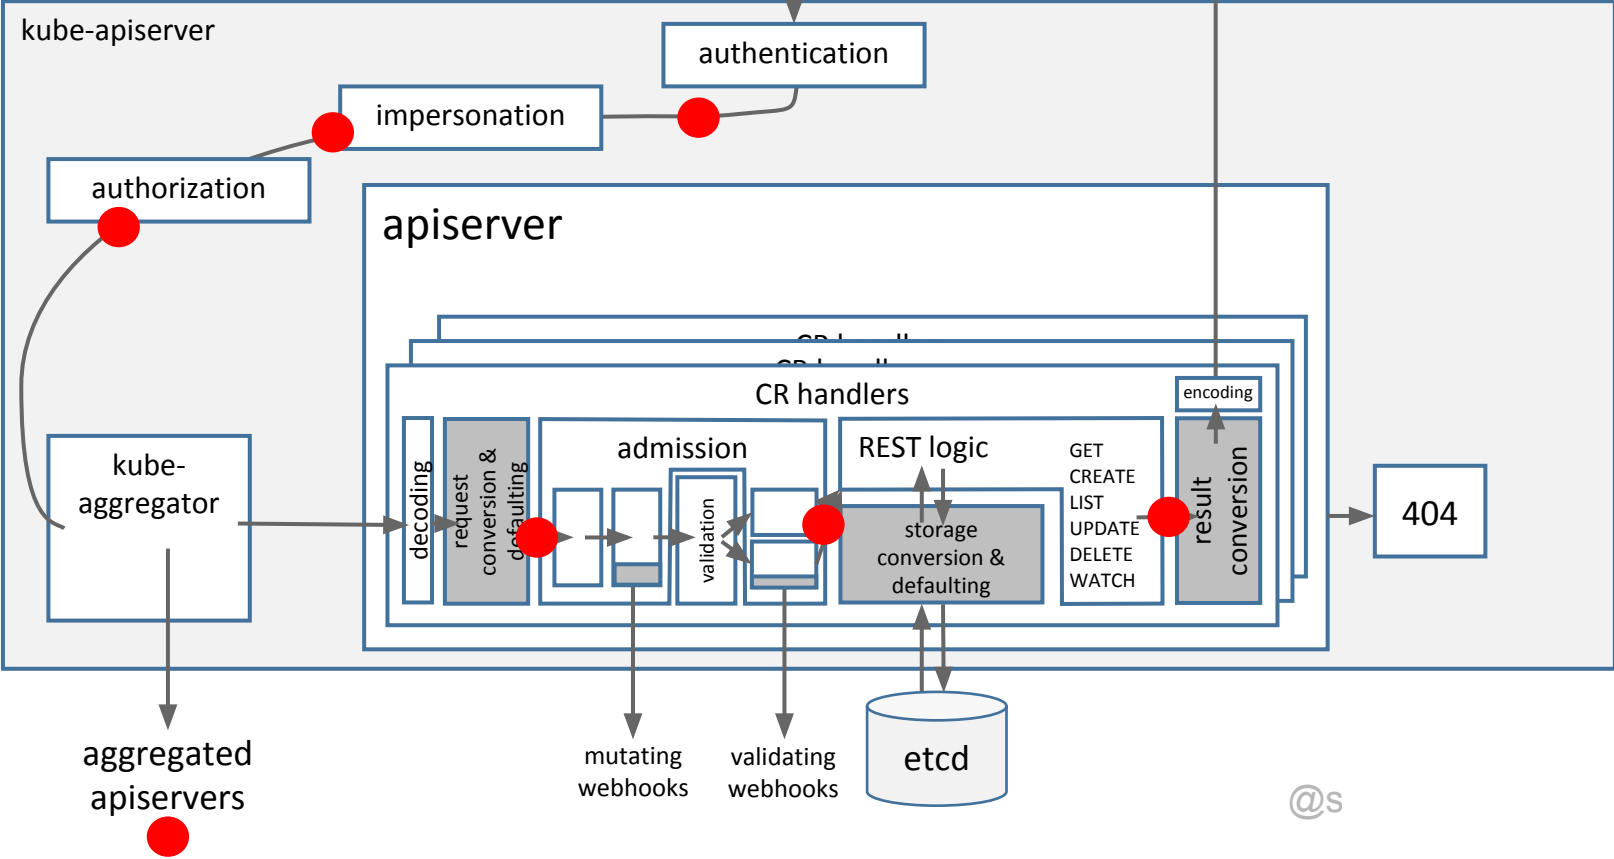 kube-apiserver
authentication
impersonation
authorization
apiserver
CR handlers
encoding
kube-
aggregator
decoding
request
conversion &
defaulting
admission
validation
REST logic
storage
conversion &
defaulting
GET
CREATE
LIST
UPDATE
DELETE
WATCH
result
conversion
404
aggregated
apiservers
mutating
webhooks
validating
webhooks
etcd
@s